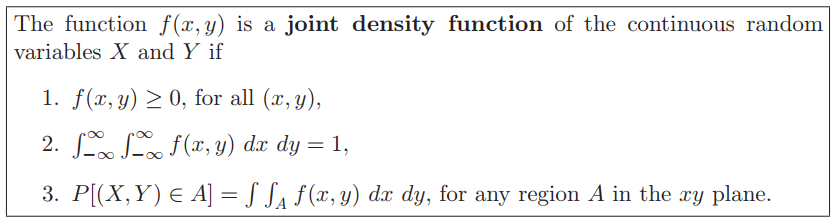 The function f(x, y) is a joint density function of the continuous random
variables X and Y if
1. f(x, y) ≥ 0, for all (x, y),
2. ∫_{−∞}^{∞} ∫_{−∞}^{∞} f(x, y) dx dy = 1,
3. P[(X, Y) ∈ A] = ∫ ∫_A f(x, y) dx dy, for any region A in the xy plane.